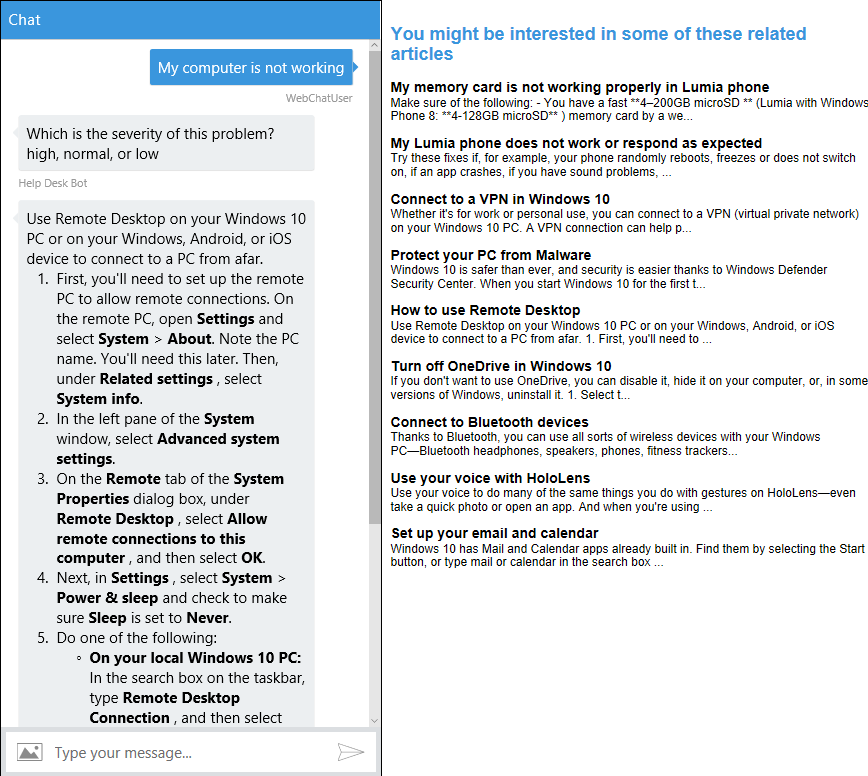 Chat
My computer is not working
WebChatUser
Which is the severity of this problem?
high, normal, or low
Help Desk Bot
Use Remote Desktop on your Windows 10
PC or on your Windows, Android, or iOS
device to connect to a PC from afar.
1. First, you'll need to set up the remote
PC to allow remote connections. On
the remote PC, open Settings and
select System > About. Note the PC
name. You'll need this later. Then,
under Related settings , select
System info.
2. In the left pane of the System
window, select Advanced system
settings.
3. On the Remote tab of the System
Properties dialog box, under
Remote Desktop , select Allow
remote connections to this
computer , and then select OK.
4. Next, in Settings , select System >
Power & sleep and check to make
sure Sleep is set to Never.
5. Do one of the following:
◦ On your local Windows 10 PC:
In the search box on the taskbar,
type Remote Desktop
Connection , and then select
Type your message...
You might be interested in some of these related
articles
My memory card is not working properly in Lumia phone
Make sure of the following: - You have a fast **4–200GB microSD ** (Lumia with Windows
Phone 8: **4-128GB microSD** ) memory card by a we...
My Lumia phone does not work or respond as expected
Try these fixes if, for example, your phone randomly reboots, freezes or does not switch
on, if an app crashes, if you have sound problems, ...
Connect to a VPN in Windows 10
Whether it's for work or personal use, you can connect to a VPN (virtual private network)
on your Windows 10 PC. A VPN connection can help p...
Protect your PC from Malware
Windows 10 is safer than ever, and security is easier thanks to Windows Defender
Security Center. When you start Windows 10 for the first t...
How to use Remote Desktop
Use Remote Desktop on your Windows 10 PC or on your Windows, Android, or iOS
device to connect to a PC from afar. 1. First, you'll need to ...
Turn off OneDrive in Windows 10
If you don't want to use OneDrive, you can disable it, hide it on your computer, or, in some
versions of Windows, uninstall it. 1. Select t...
Connect to Bluetooth devices
Thanks to Bluetooth, you can use all sorts of wireless devices with your Windows
PC—Bluetooth headphones, speakers, phones, fitness trackers...
Use your voice with HoloLens
Use your voice to do many of the same things you do with gestures on HoloLens—even
take a quick photo or open an app. And when you're using ...
Set up your email and calendar
Windows 10 has Mail and Calendar apps already built in. Find them by selecting the Start
button, or type mail or calendar in the search box ...